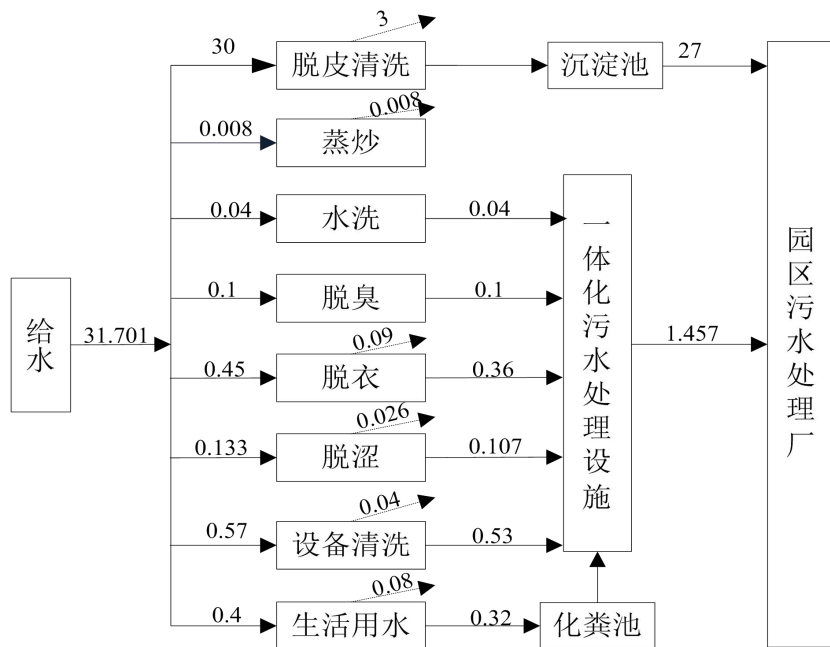 3
30
脱皮清洗
沉淀池
27
0.008
0.008
蒸炒
0.04
水洗
0.04
0.1
脱臭
0.1
给水
31.701
0.09
0.45
脱衣
0.36
0.026
0.133
脱涩
0.107
0.04
0.57
设备清洗
0.53
0.08
0.4
生活用水
0.32
化粪池
一体化污水处理设施
1.457
园区污水处理厂